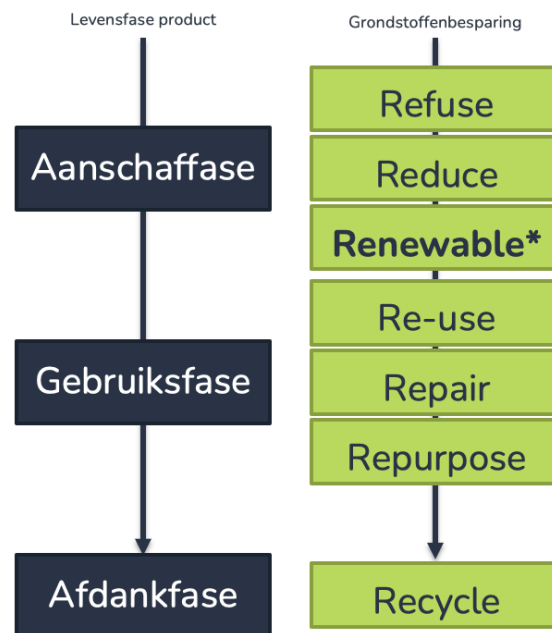 Levensfase product
Grondstoffenbesparing
Aanschaffase
Gebruiksfase
Afdankfase
Refuse
Reduce
Renewable*
Re-use
Repair
Repurpose
Recycle